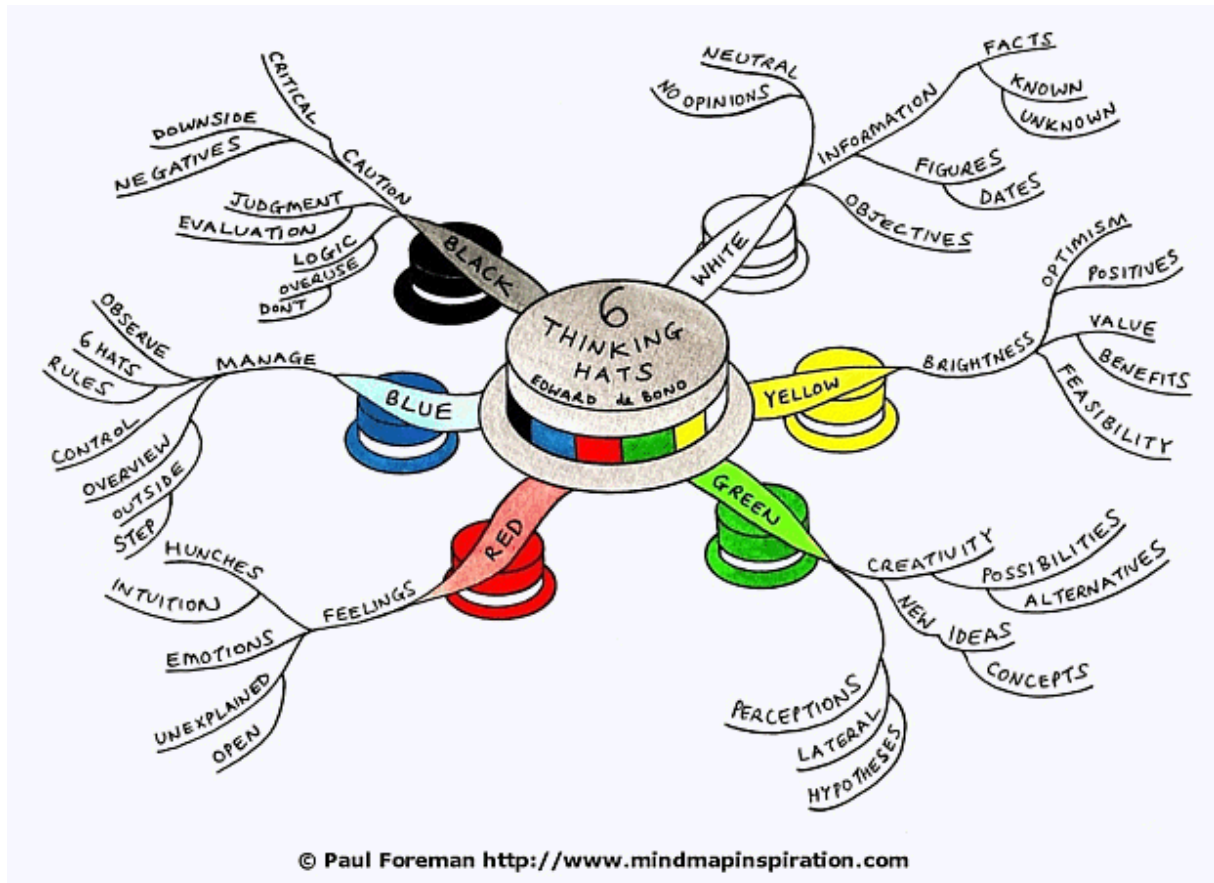 6
THINKING
HATS
EDWARD de BONO
WHITE
NEUTRAL
NO OPINIONS
INFORMATION
FACTS
KNOWN
UNKNOWN
FIGURES
DATES
OBJECTIVES
YELLOW
BRIGHTNESS
OPTIMISM
POSITIVES
VALUE
BENEFITS
FEASIBILITY
GREEN
CREATIVITY
POSSIBILITIES
ALTERNATIVES
NEW IDEAS
CONCEPTS
PERCEPTIONS
LATERAL
HYPOTHESES
RED
FEELINGS
HUNCHES
INTUITION
EMOTIONS
UNEXPLAINED
OPEN
BLUE
MANAGE
OBSERVE
6 HATS
RULES
CONTROL
OVERVIEW
OUTSIDE
STEP
BLACK
CAUTION
CRITICAL
DOWNSIDE
NEGATIVES
JUDGMENT
EVALUATION
LOGIC
OVERUSE
DON'T
© Paul Foreman http://www.mindmapinspiration.com